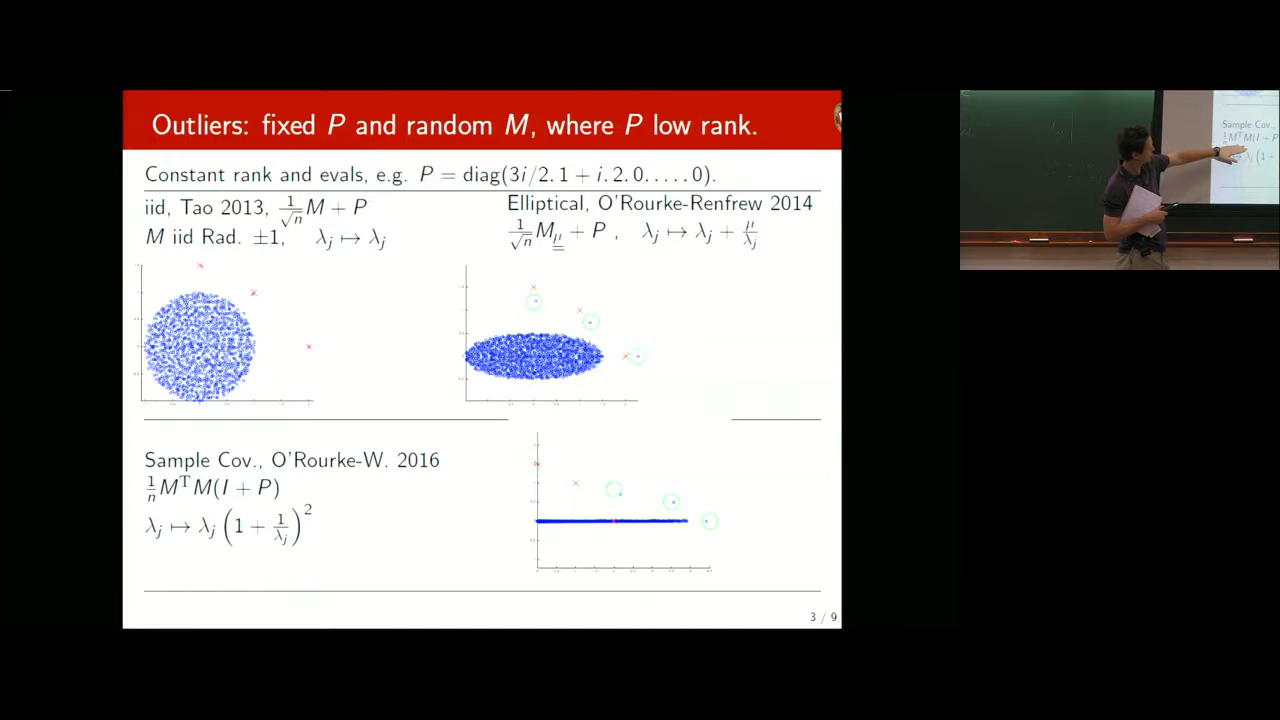 Outliers: fixed P and random M, where P low rank.
Constant rank and evals, e.g. P = diag(3i/2.1 + i.2.0.....0).
iid, Tao 2013, 1/√n M + P
M iid Rad. ±1, λj ↦ λj
Elliptical, O'Rourke-Renfrew 2014
1/√n Mμ + P , λj ↦ λj + μ/λj
Sample Cov., O'Rourke-W. 2016
1/n MᵀM(I + P)
λj ↦ λj (1 + 1/λj)²
3 / 9
Sample Cov.,
1/n MᵀM(I + P